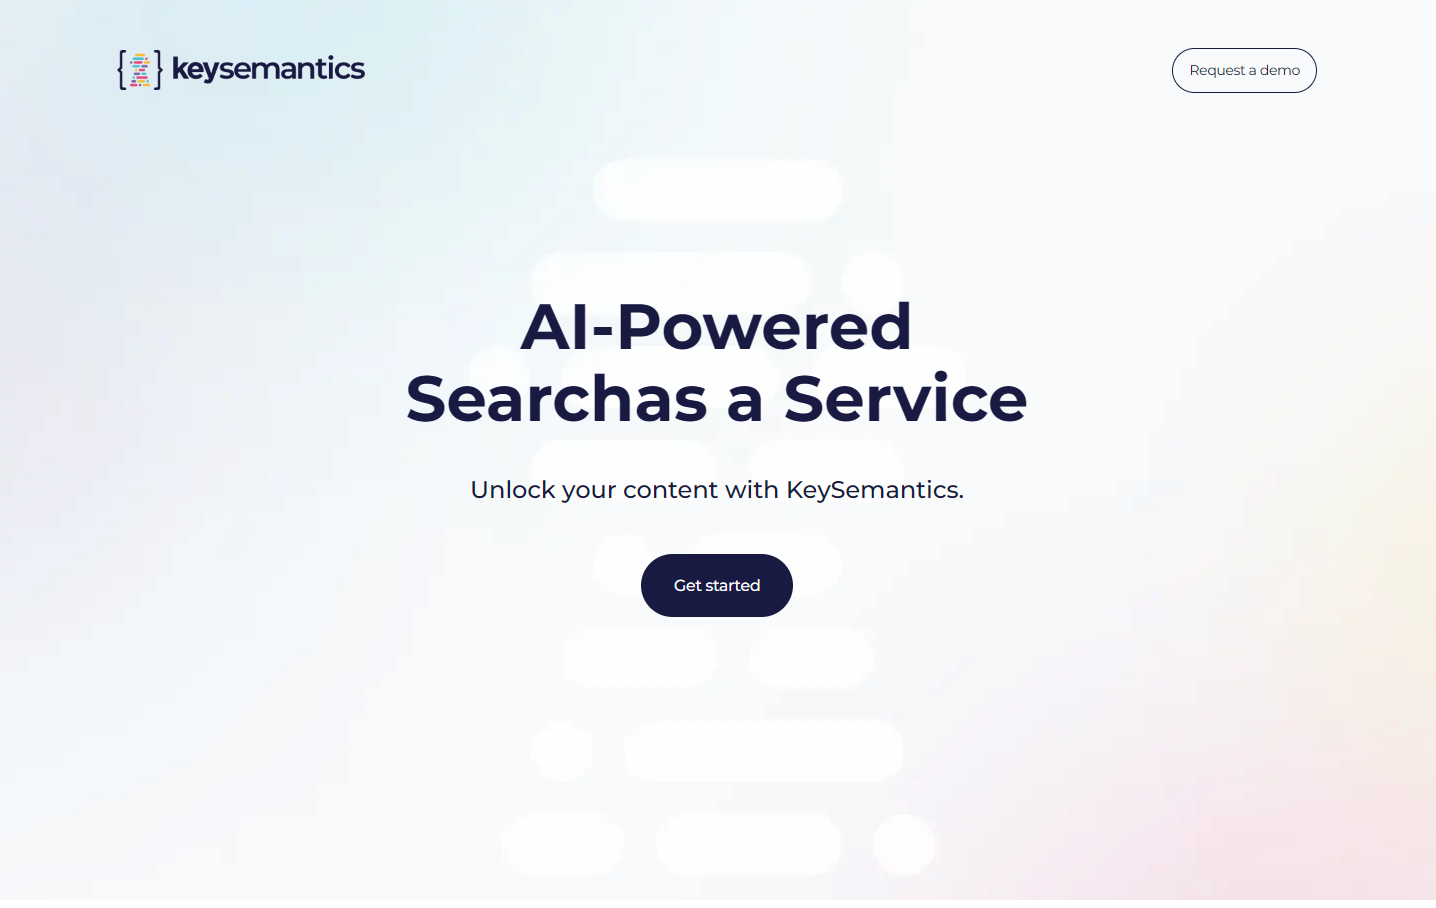 keysemantics
Request a demo
AI-Powered
Searchas a Service
Unlock your content with KeySemantics.
Get started